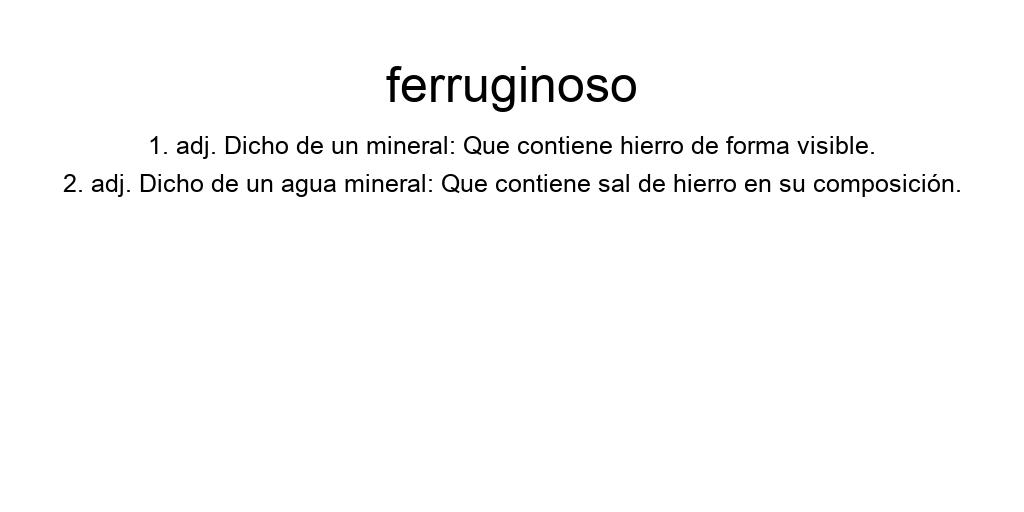 ferruginoso
1. adj. Dicho de un mineral: Que contiene hierro de forma visible.
2. adj. Dicho de un agua mineral: Que contiene sal de hierro en su composición.